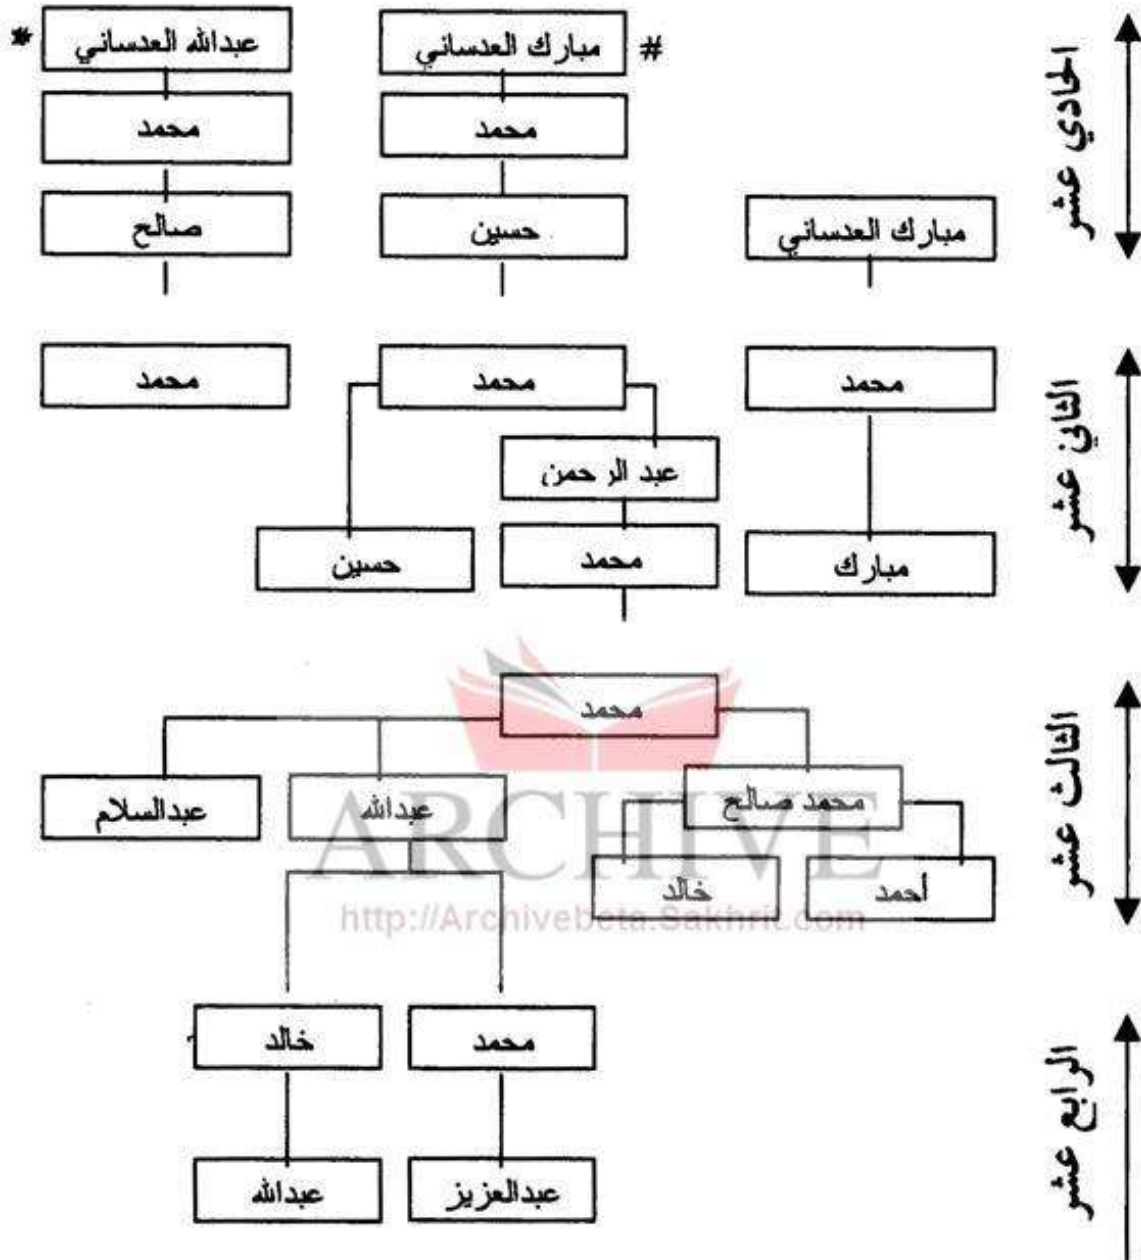 الحادي عشر
# مبارك العدساني
عبدالله العدساني *
محمد
محمد
مبارك العدساني
حسين
صالح
الثاني عشر
محمد
محمد
محمد
عبد الرحمن
مبارك
محمد
حسين
الثالث عشر
محمد
محمد صالح
عبدالله
عبدالسلام
أحمد
خالد
ARCHIVE
http://Archivebeta.Sakhrit.com
الرابع عشر
محمد
خالد
عبدالعزيز
عبدالله